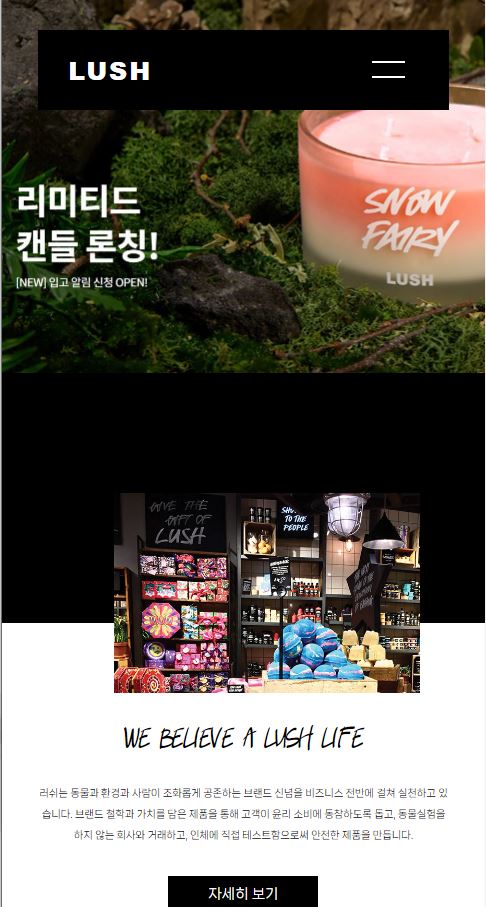 LUSH
리미티드
캔들 론칭!
[NEW] 입고 알림 신청 OPEN!
SNOW
FAIRY
LUSH
GIVE THE
GIFT OF
LUSH
TO THE
PEOPLE
WE BELIEVE A LUSH LIFE
러쉬는 동물과 환경과 사람이 조화롭게 공존하는 브랜드 신념을 비즈니스 전반에 걸쳐 실천하고 있
습니다. 브랜드 철학과 가치를 담은 제품을 통해 고객이 윤리 소비에 동참하도록 돕고, 동물실험을
하지 않는 회사와 거래하고, 인체에 직접 테스트함으로써 안전한 제품을 만듭니다.
자세히 보기